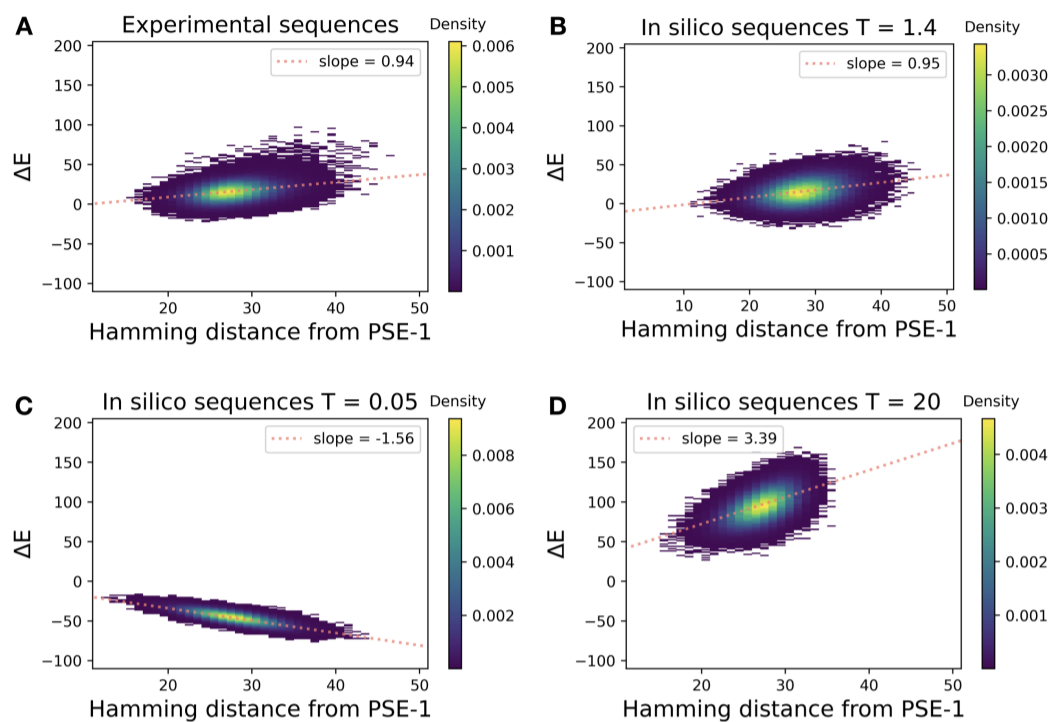 A
Experimental sequences
Density
slope = 0.94
200
150
100
50
0
−50
−100
ΔE
20
30
40
50
Hamming distance from PSE-1
0.006
0.005
0.004
0.003
0.002
0.001
B
In silico sequences T = 1.4
Density
slope = 0.95
200
150
100
50
0
−50
−100
ΔE
10
20
30
40
50
Hamming distance from PSE-1
0.0030
0.0025
0.0020
0.0015
0.0010
0.0005
C
In silico sequences T = 0.05
Density
slope = -1.56
200
150
100
50
0
−50
−100
ΔE
20
30
40
50
Hamming distance from PSE-1
0.008
0.006
0.004
0.002
D
In silico sequences T = 20
Density
slope = 3.39
200
150
100
50
0
−50
−100
ΔE
20
30
40
50
Hamming distance from PSE-1
0.004
0.003
0.002
0.001